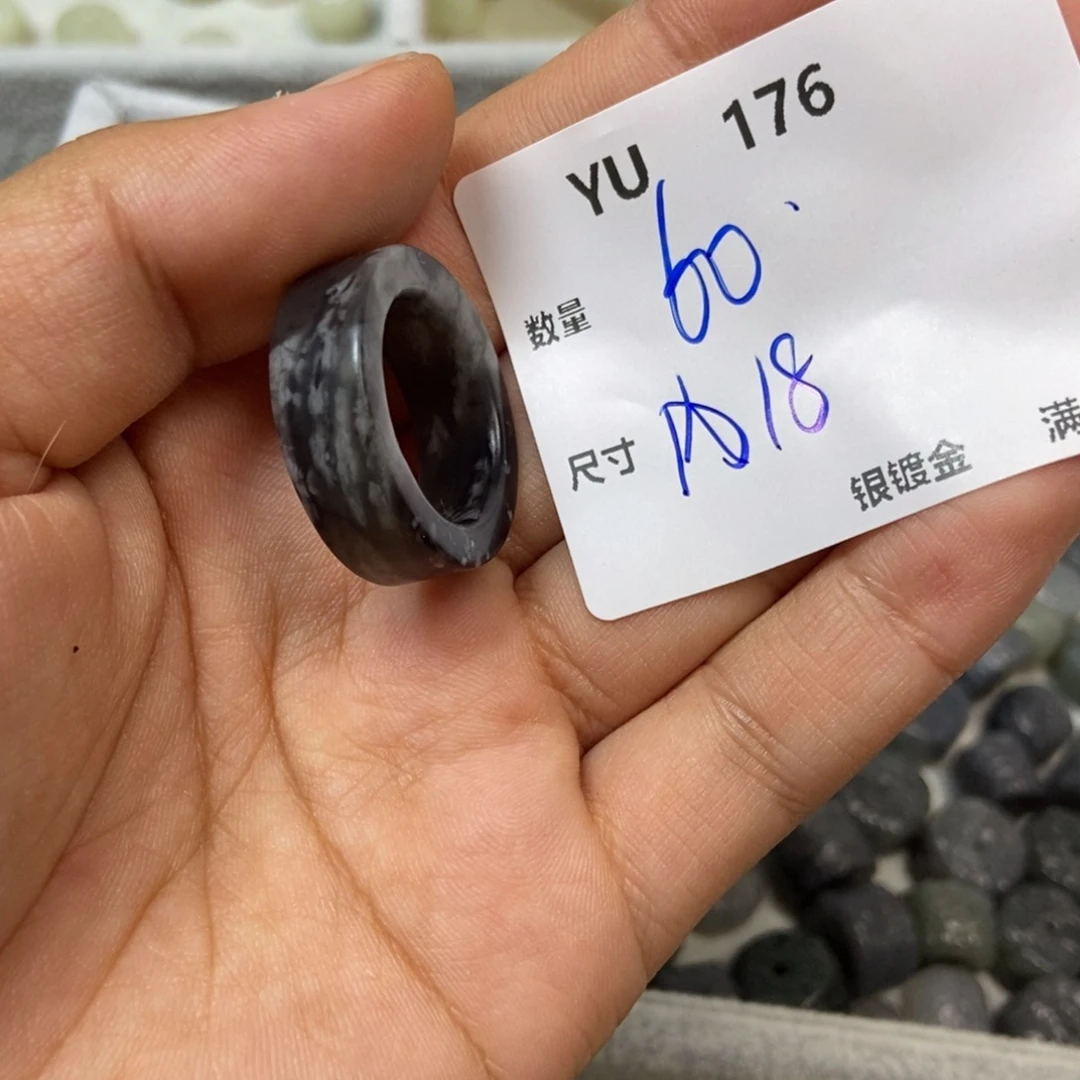 YU 176
数量 60
尺寸 内18
银镀金 满